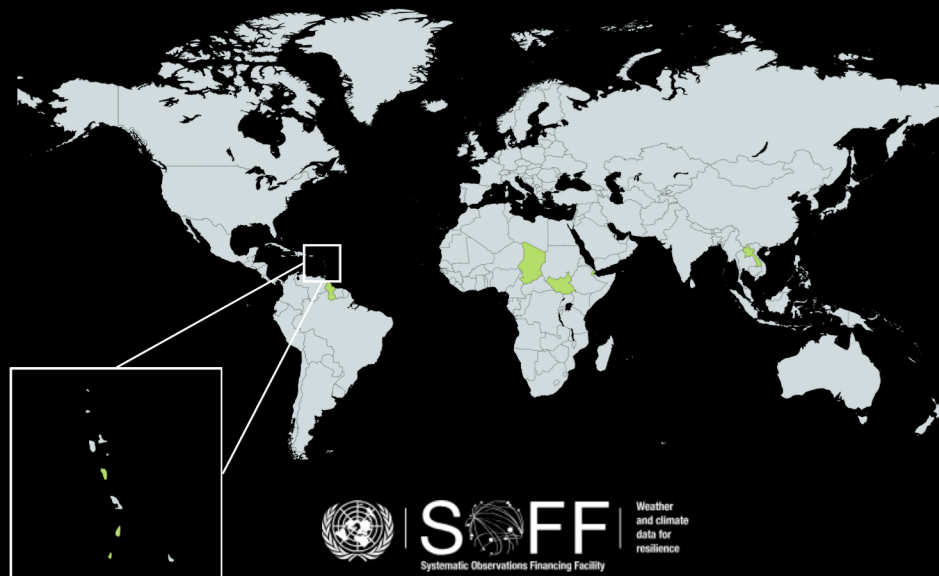 SOFF
Systematic Observations Financing Facility
Weather
and climate
data for
resilience